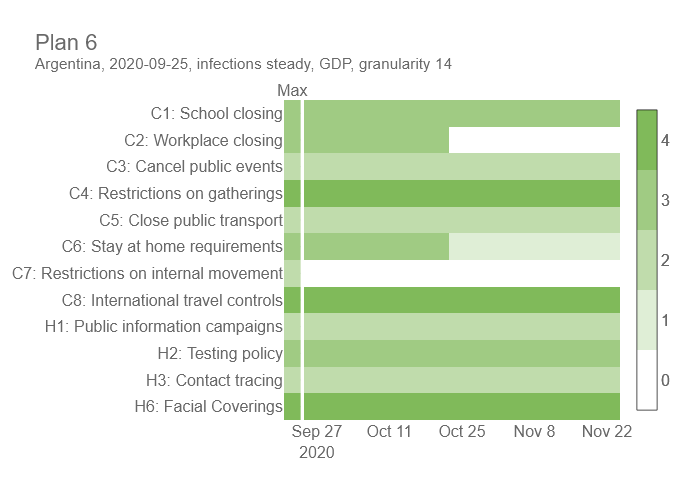 Plan 6
Argentina, 2020-09-25, infections steady, GDP, granularity 14
Max
C1: School closing
C2: Workplace closing
C3: Cancel public events
C4: Restrictions on gatherings
C5: Close public transport
C6: Stay at home requirements
C7: Restrictions on internal movement
C8: International travel controls
H1: Public information campaigns
H2: Testing policy
H3: Contact tracing
H6: Facial Coverings
4
3
2
1
0
Sep 27 Oct 11 Oct 25 Nov 8 Nov 22
2020